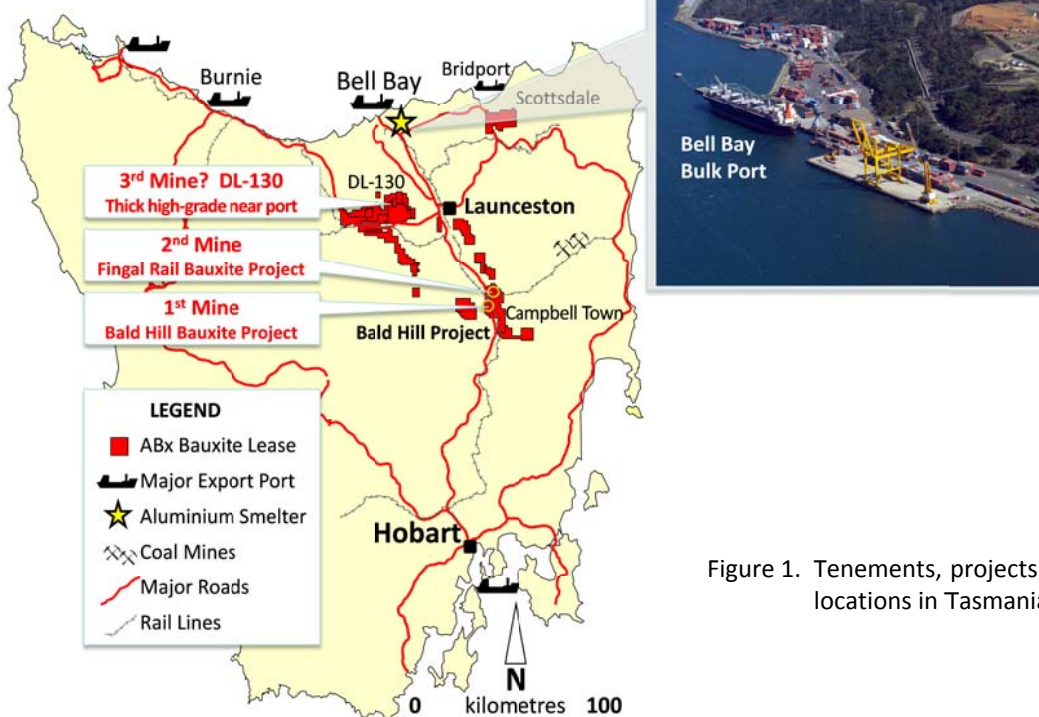 Burnie
Bell Bay
Bridport
Scottsdale
Bell Bay
Bulk Port
3rd Mine? DL-130
Thick high-grade near port
DL-130
Launceston
2nd Mine
Fingal Rail Bauxite Project
1st Mine
Bald Hill Bauxite Project
Campbell Town
Bald Hill Project
LEGEND
ABx Bauxite Lease
Major Export Port
Aluminium Smelter
Coal Mines
Major Roads
Rail Lines
Hobart
N
0 kilometres 100
Figure 1. Tenements, projects
locations in Tasmania